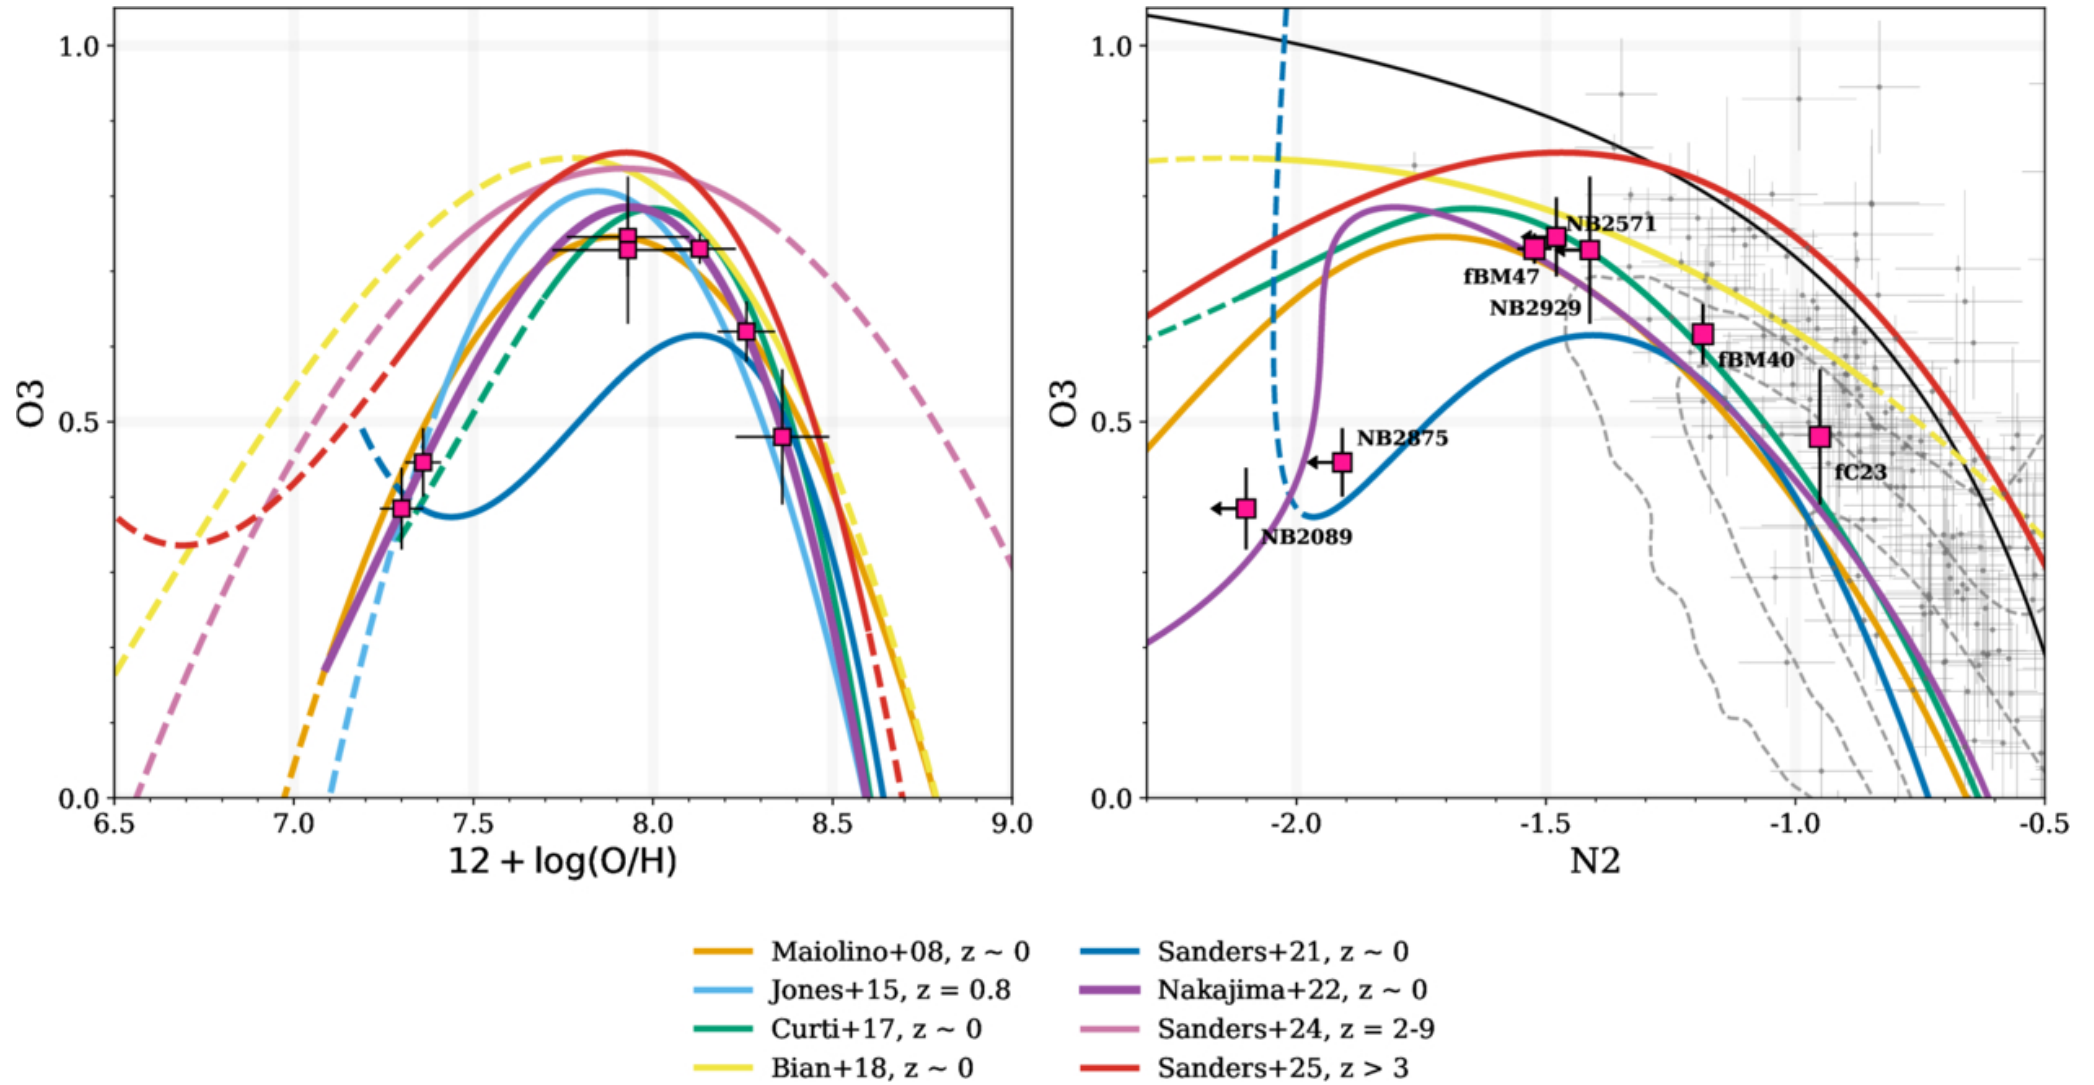 1.0
0.5
0.0
O3
6.5 7.0 7.5 8.0 8.5 9.0
12 + log(O/H)
1.0
0.5
0.0
O3
NB2571
fBM47
NB2929
fBM40
NB2875
fC23
NB2089
-2.0 -1.5 -1.0 -0.5
N2
Maiolino+08, z ~ 0
Jones+15, z = 0.8
Curti+17, z ~ 0
Bian+18, z ~ 0
Sanders+21, z ~ 0
Nakajima+22, z ~ 0
Sanders+24, z = 2-9
Sanders+25, z > 3